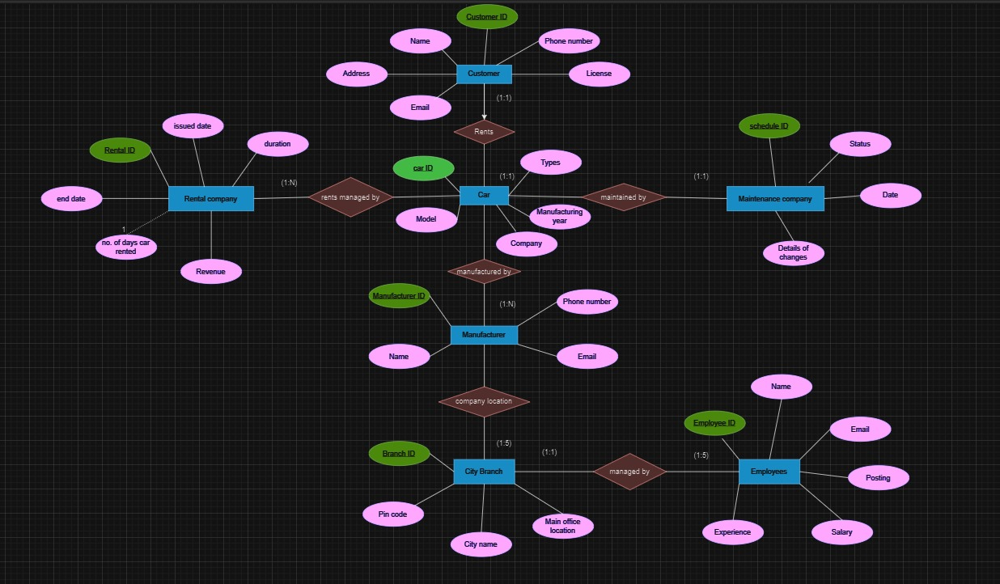 Customer ID
Name
Phone number
Address
Customer
License
Email
(1:1)
Rents
issued date
Rental ID
duration
schedule ID
Status
car ID
Types
(1:N)
(1:1)
(1:1)
end date
Rental company
rents managed by
Car
maintained by
Maintenance company
Date
Model
Manufacturing
year
Company
1
no. of days car
rented
Details of
changes
Revenue
manufactured by
Manufacturer ID
(1:N)
Phone number
Manufacturer
Name
Email
company location
Name
Employee ID
Email
(1:5)
(1:1)
(1:5)
Branch ID
City Branch
managed by
Employees
Posting
Pin code
Main office
location
City name
Experience
Salary